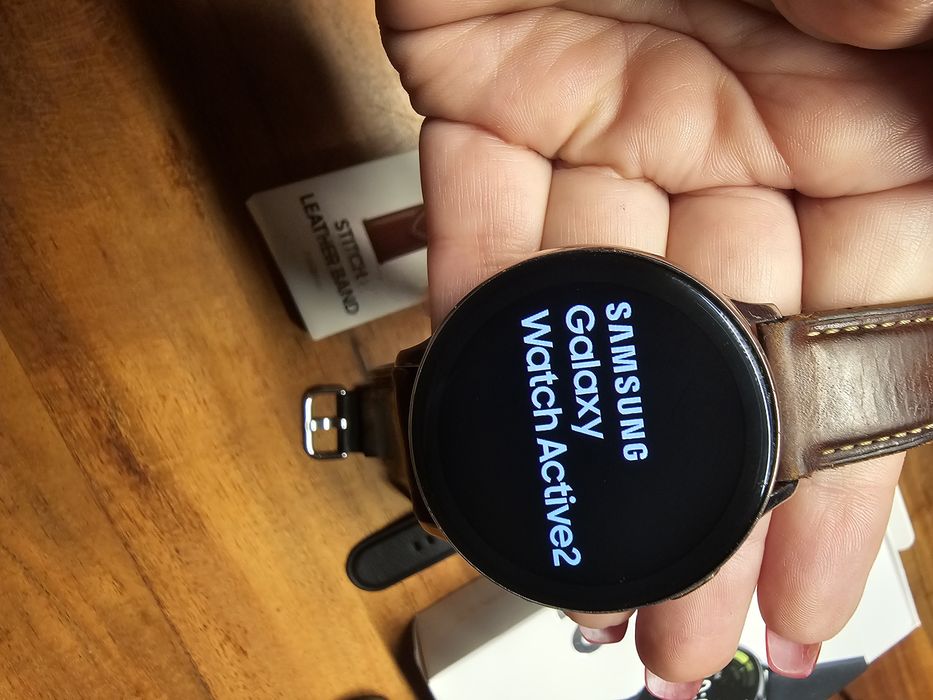 SAMSUNG
Galaxy
Watch Active2
STITCH
LEATHER BAND